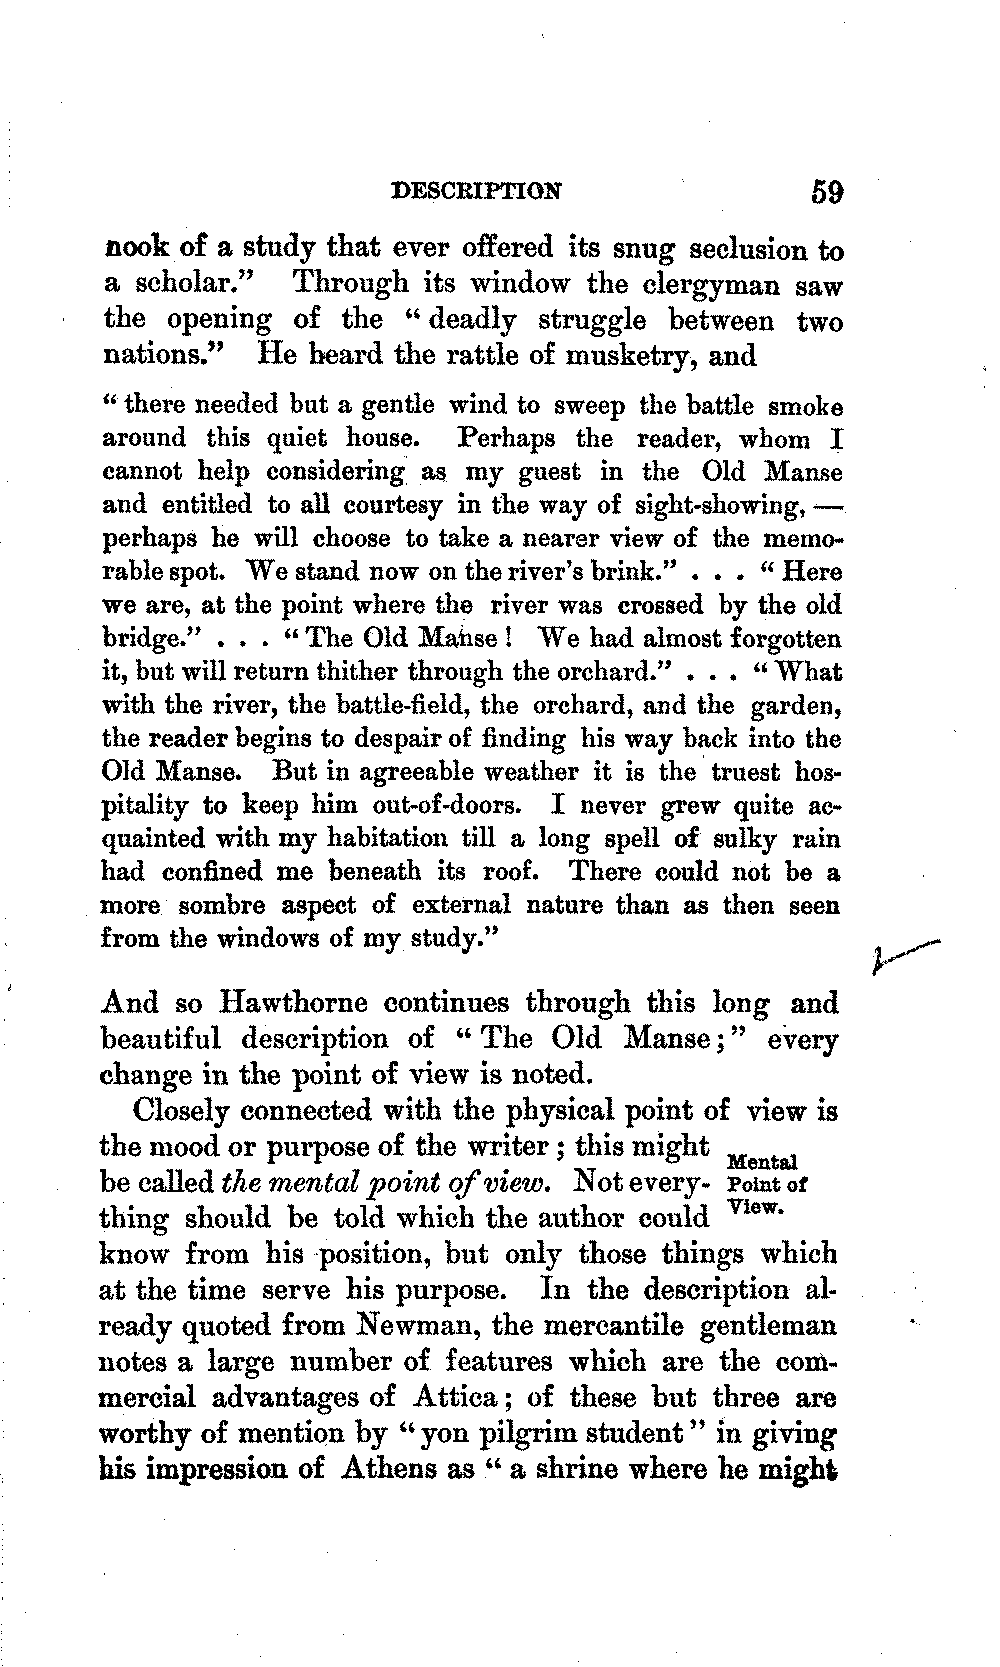 DESCRIPTION 59
nook of a study that ever offered its snug seclusion to
a scholar." Through its window the clergyman saw
the opening of the "deadly struggle between two
nations." He heard the rattle of musketry, and
"there needed but a gentle wind to sweep the battle smoke
around this quiet house. Perhaps the reader, whom I
cannot help considering as my guest in the Old Manse
and entitled to all courtesy in the way of sight-showing, —
perhaps he will choose to take a nearer view of the memo-
rable spot. We stand now on the river's brink." . . . "Here
we are, at the point where the river was crossed by the old
bridge." . . . "The Old Manse! We had almost forgotten
it, but will return thither through the orchard." . . . "What
with the river, the battle-field, the orchard, and the garden,
the reader begins to despair of finding his way back into the
Old Manse. But in agreeable weather it is the truest hos-
pitality to keep him out-of-doors. I never grew quite ac-
quainted with my habitation till a long spell of sulky rain
had confined me beneath its roof. There could not be a
more sombre aspect of external nature than as then seen
from the windows of my study."
And so Hawthorne continues through this long and
beautiful description of "The Old Manse;" every
change in the point of view is noted.
Closely connected with the physical point of view is
the mood or purpose of the writer; this might
be called the mental point of view. Not every-
thing should be told which the author could
Mental
Point of
View.
know from his position, but only those things which
at the time serve his purpose. In the description al-
ready quoted from Newman, the mercantile gentleman
notes a large number of features which are the com-
mercial advantages of Attica; of these but three are
worthy of mention by "yon pilgrim student" in giving
his impression of Athens as "a shrine where he might